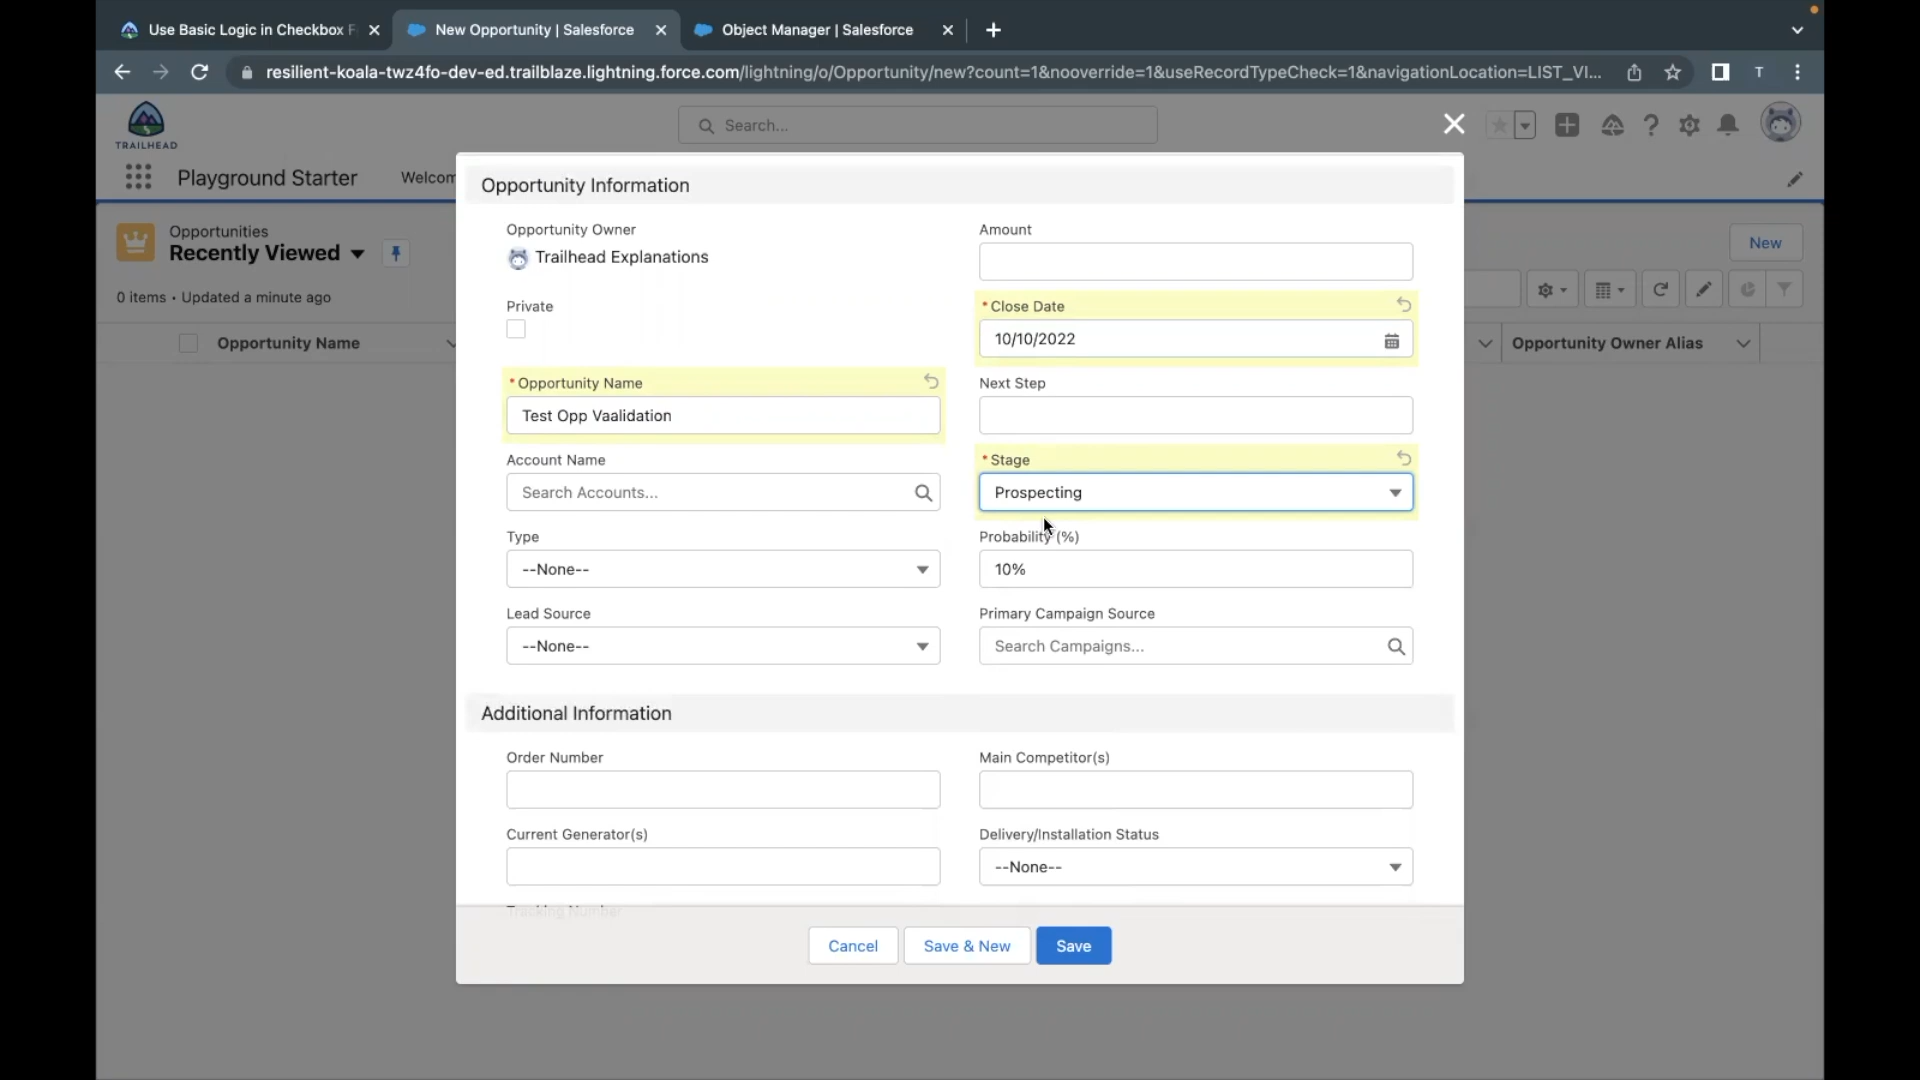 Use Basic Logic in Checkbox F
New Opportunity | Salesforce
Object Manager | Salesforce
resilient-koala-twz4fo-dev-ed.trailblaze.lightning.force.com/lightning/o/Opportunity/new?count=1&nooverride=1&useRecordTypeCheck=1&navigationLocation=LIST_VI...
T
TRAILHEAD
Search...
Playground Starter
Welcom
Opportunities
Recently Viewed
New
0 items • Updated a minute ago
Opportunity Name
Opportunity Owner Alias
Opportunity Information
Opportunity Owner
Trailhead Explanations
Amount
Private
*Close Date
10/10/2022
*Opportunity Name
Test Opp Vaalidation
Next Step
Account Name
Search Accounts...
*Stage
Prospecting
Type
--None--
Probability (%)
10%
Lead Source
--None--
Primary Campaign Source
Search Campaigns...
Additional Information
Order Number
Main Competitor(s)
Current Generator(s)
Delivery/Installation Status
--None--
Tracking Number
Cancel
Save & New
Save